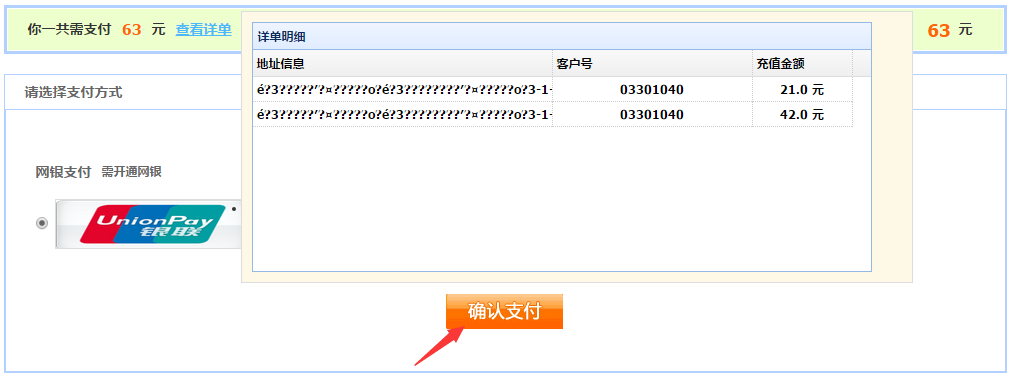 你一共需支付 63 元 查看详单
63 元
详单明细
地址信息 客户号 充值金额
é?3?????′?¤?????o?é?3????????′?¤?????o?3-1- 03301040 21.0 元
é?3?????′?¤?????o?é?3????????′?¤?????o?3-1- 03301040 42.0 元
请选择支付方式
网银支付 需开通网银
UnionPay
银联
确认支付